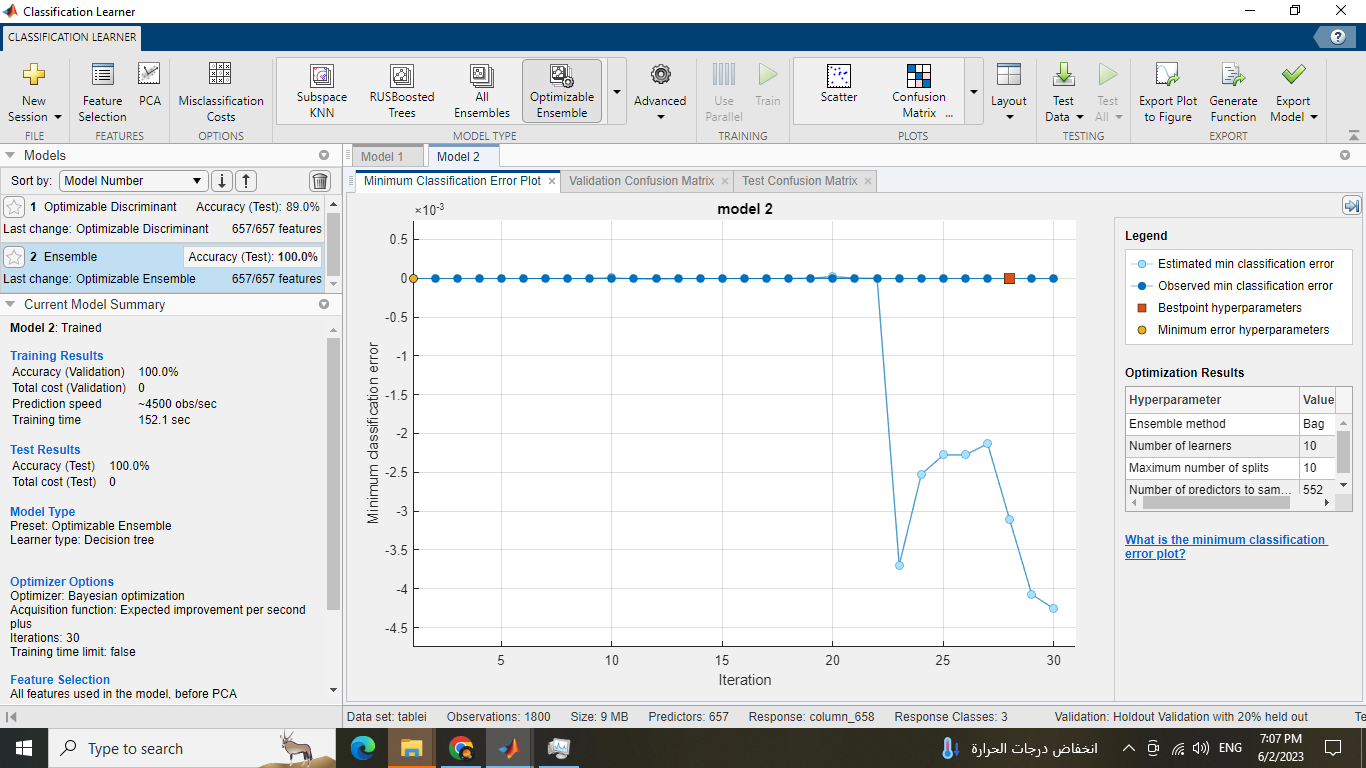 Classification Learner
CLASSIFICATION LEARNER
New Session
Feature Selection
PCA
Misclassification Costs
Subspace KNN
RUSBoosted Trees
All Ensembles
Optimizable Ensemble
Advanced
Use Parallel
Train
Scatter
Confusion Matrix ...
Layout
Test Data
Test All
Export Plot to Figure
Generate Function
Export Model
FILE
FEATURES
OPTIONS
MODEL TYPE
TRAINING
PLOTS
TESTING
EXPORT
Models
Sort by: Model Number
1 Optimizable Discriminant Accuracy (Test): 89.0%
Last change: Optimizable Discriminant 657/657 features
2 Ensemble Accuracy (Test): 100.0%
Last change: Optimizable Ensemble 657/657 features
Current Model Summary
Model 2: Trained
Training Results
Accuracy (Validation) 100.0%
Total cost (Validation) 0
Prediction speed ~4500 obs/sec
Training time 152.1 sec
Test Results
Accuracy (Test) 100.0%
Total cost (Test) 0
Model Type
Preset: Optimizable Ensemble
Learner type: Decision tree
Optimizer Options
Optimizer: Bayesian optimization
Acquisition function: Expected improvement per second
plus
Iterations: 30
Training time limit: false
Feature Selection
All features used in the model, before PCA
Model 1
Model 2
Minimum Classification Error Plot
Validation Confusion Matrix
Test Confusion Matrix
×10⁻³
model 2
0.5
0
-0.5
-1
-1.5
-2
-2.5
-3
-3.5
-4
-4.5
Minimum classification error
5 10 15 20 25 30
Iteration
Legend
Estimated min classification error
Observed min classification error
Bestpoint hyperparameters
Minimum error hyperparameters
Optimization Results
Hyperparameter Value
Ensemble method Bag
Number of learners 10
Maximum number of splits 10
Number of predictors to sam... 552
What is the minimum classification
error plot?
Data set: tablei Observations: 1800 Size: 9 MB Predictors: 657 Response: column_658 Response Classes: 3 Validation: Holdout Validation with 20% held out Te
Type to search
انخفاض درجات الحرارة
ENG
7:07 PM
6/2/2023